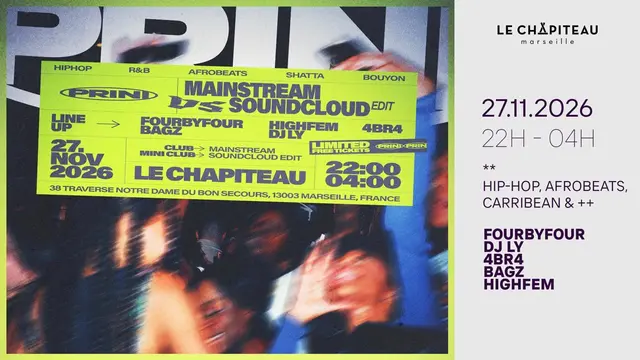 PRINI
HIPHOP R&B AFROBEATS SHATTA BOUYON
PRINI MAINSTREAM
VS SOUNDCLOUD EDIT
LINE UP → FOURBYFOUR HIGHFEM 4BR4
BAGZ DJ LY
27. NOV 2026
CLUB → MAINSTREAM
MINI CLUB → SOUNDCLOUD EDIT
LIMITED
FREE TICKETS
PRINI×PRINI
LE CHAPITEAU
22:00
04:00
38 TRAVERSE NOTRE DAME DU BON SECOURS, 13003 MARSEILLE, FRANCE
LE CHAPITEAU
marseille
27.11.2026
22H - 04H
**
HIP-HOP, AFROBEATS,
CARRIBEAN & ++
FOURBYFOUR
DJ LY
4BR4
BAGZ
HIGHFEM